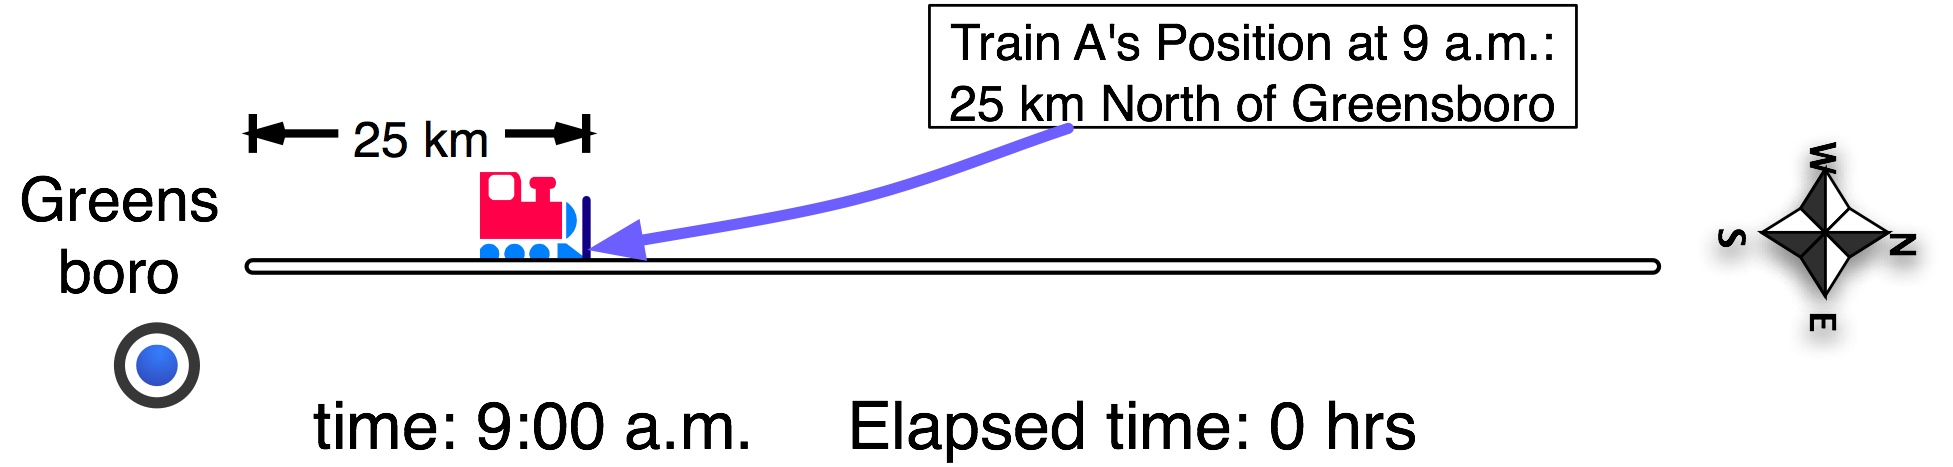 Train A's Position at 9 a.m.:
25 km North of Greensboro
25 km
Greens
boro
W
S
N
E
time: 9:00 a.m.
Elapsed time: 0 hrs